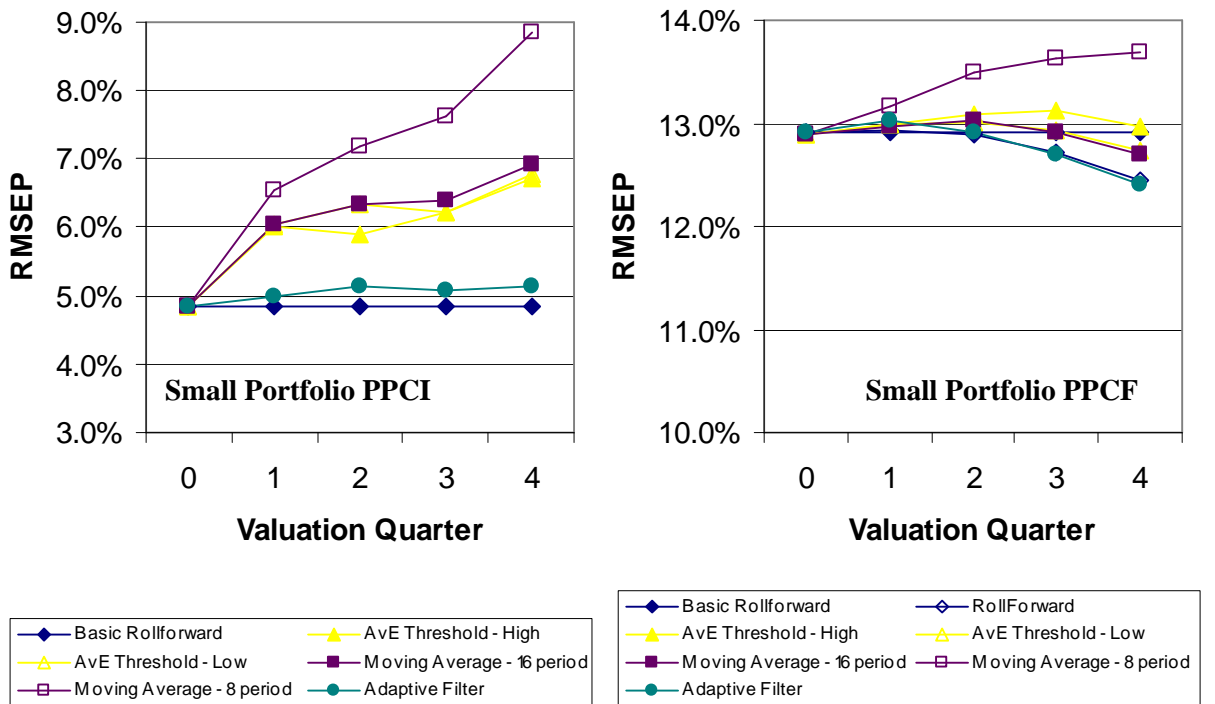 9.0%
8.0%
7.0%
6.0%
5.0%
4.0%
3.0%
RMSEP
Small Portfolio PPCI
0 1 2 3 4
Valuation Quarter
Basic Rollforward
AvE Threshold - High
AvE Threshold - Low
Moving Average - 16 period
Moving Average - 8 period
Adaptive Filter
14.0%
13.0%
12.0%
11.0%
10.0%
RMSEP
Small Portfolio PPCF
0 1 2 3 4
Valuation Quarter
Basic Rollforward
RollForward
AvE Threshold - High
AvE Threshold - Low
Moving Average - 16 period
Moving Average - 8 period
Adaptive Filter